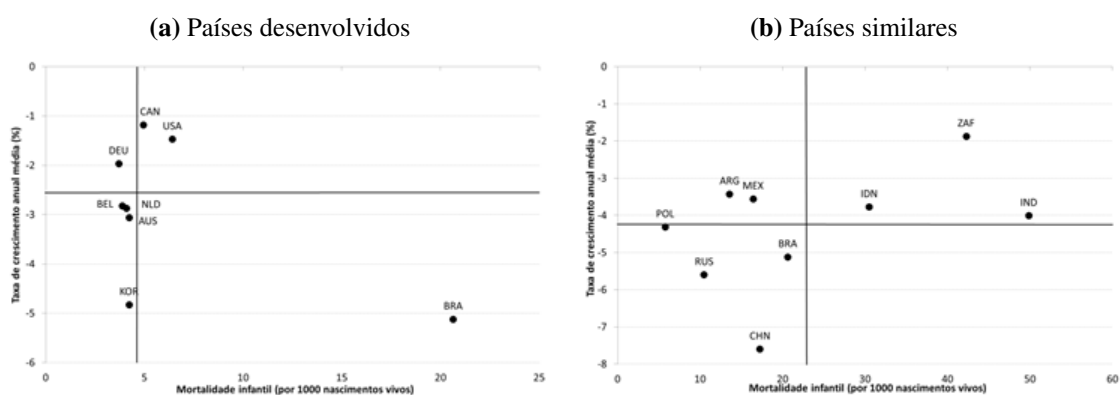 (a) Países desenvolvidos
Taxa de crescimento anual média (%)
0
-1
-2
-3
-4
-5
-6
CAN
USA
DEU
BEL
NLD
AUS
KOR
BRA
0 5 10 15 20 25
Mortalidade infantil (por 1000 nascimentos vivos)
(b) Países similares
Taxa de crescimento anual média (%)
0
-1
-2
-3
-4
-5
-6
-7
-8
ZAF
ARG
MEX
IDN
IND
POL
BRA
RUS
CHN
0 10 20 30 40 50 60
Mortalidade infantil (por 1000 nascimentos vivos)